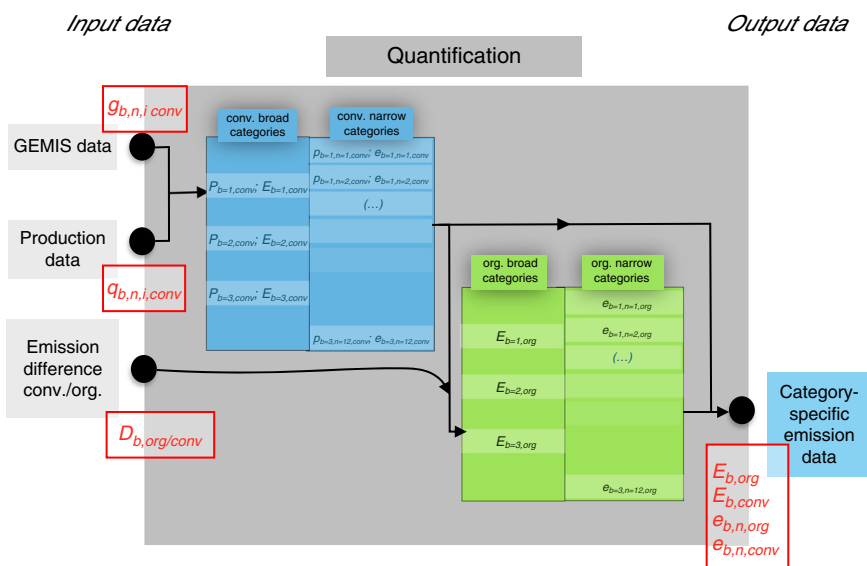 Input data
Output data
Quantification
g_{b,n,i conv}
GEMIS data
Production
data
q_{b,n,i,conv}
Emission
difference
conv./org.
D_{b,org/conv}
conv. broad
categories
P_{b=1,conv}; E_{b=1,conv}
P_{b=2,conv}; E_{b=2,conv}
P_{b=3,conv}; E_{b=3,conv}
conv. narrow
categories
p_{b=1,n=1,conv}; e_{b=1,n=1,conv}
p_{b=1,n=2,conv}; e_{b=1,n=2,conv}
(...)
p_{b=3,n=12,conv}; e_{b=3,n=12,conv}
org. broad
categories
E_{b=1,org}
E_{b=2,org}
E_{b=3,org}
org. narrow
categories
e_{b=1,n=1,org}
e_{b=1,n=2,org}
(...)
e_{b=3,n=12,org}
Category-
specific
emission
data
E_{b,org}
E_{b,conv}
e_{b,n,org}
e_{b,n,conv}